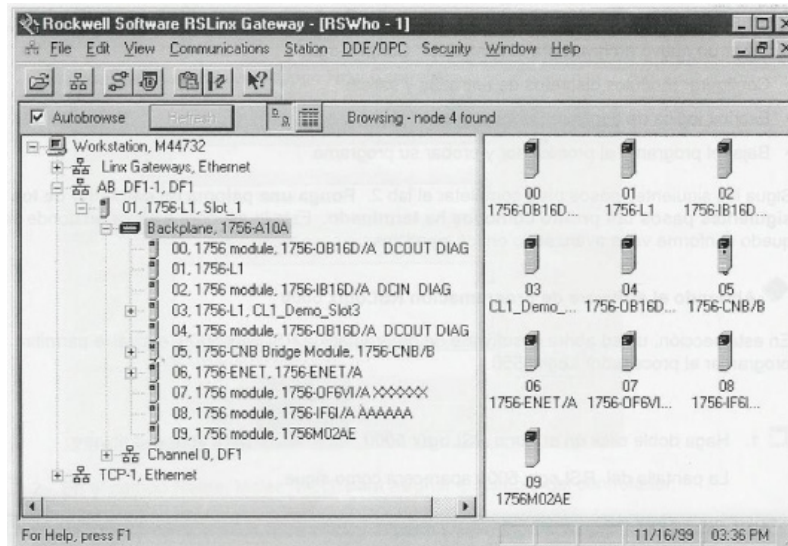 Rockwell Software RSLinx Gateway - [RSWho - 1]
File Edit View Communications Station DDE/OPC Security Window Help
Autobrowse Refresh Browsing - node 4 found
Workstation, M44732
Linx Gateways, Ethernet
AB_DF1-1, DF1
01, 1756-L1
Backplane, 1756-A10A
00, 1756 module, 1756-OB16D/A DCOUT DIAG
01, 1756-L1
02, 1756 module, 1756-IB16D/A DCIN DIAG
03, 1756-L1, CL1_Demo_Slot3
04, 1756 module, 1756-OB16D/A DCOUT DIAG
05, 1756-CNB Bridge Module, 1756-CNB/B
06, 1756-ENET, 1756-ENET/A
07, 1756 module, 1756-OF6VI/A XXXXXX
08, 1756 module, 1756-IF6I/A AAAAAA
09, 1756 module, 1756M02AE
Channel 0, DF1
TCP-1, Ethernet
00 01 02
1756-OB16D... 1756-L1 1756-IB16D...
03 04 05
CL1_Demo_... 1756-OB16D... 1756-CNB/B
06 07 08
1756-ENET/A 1756-OF6VI... 1756-IF6I...
09
1756M02AE
For Help, press F1 11/16/99 03:36 PM